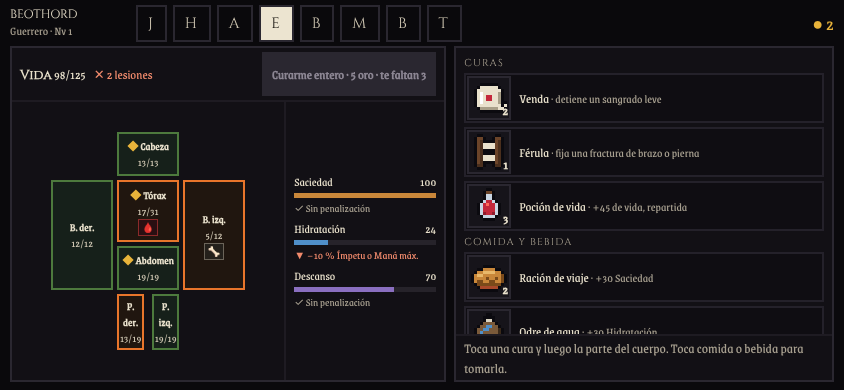 BEOTHORD
Guerrero · Nv 1
J H A E B M B T
2
VIDA 98/125 ✕ 2 lesiones
Curarme entero · 5 oro · te faltan 3
Cabeza
13/13
Tórax
17/31
B. der.
12/12
B. izq.
5/12
Abdomen
19/19
P. der.
13/19
P. izq.
19/19
Saciedad 100
✓ Sin penalización
Hidratación 24
▼ −10 % Ímpetu o Maná máx.
Descanso 70
✓ Sin penalización
CURAS
2
Venda · detiene un sangrado leve
1
Férula · fija una fractura de brazo o pierna
3
Poción de vida · +45 de vida, repartida
COMIDA Y BEBIDA
2
Ración de viaje · +30 Saciedad
Odre de agua · +30 Hidratación
Toca una cura y luego la parte del cuerpo. Toca comida o bebida para
tomarla.